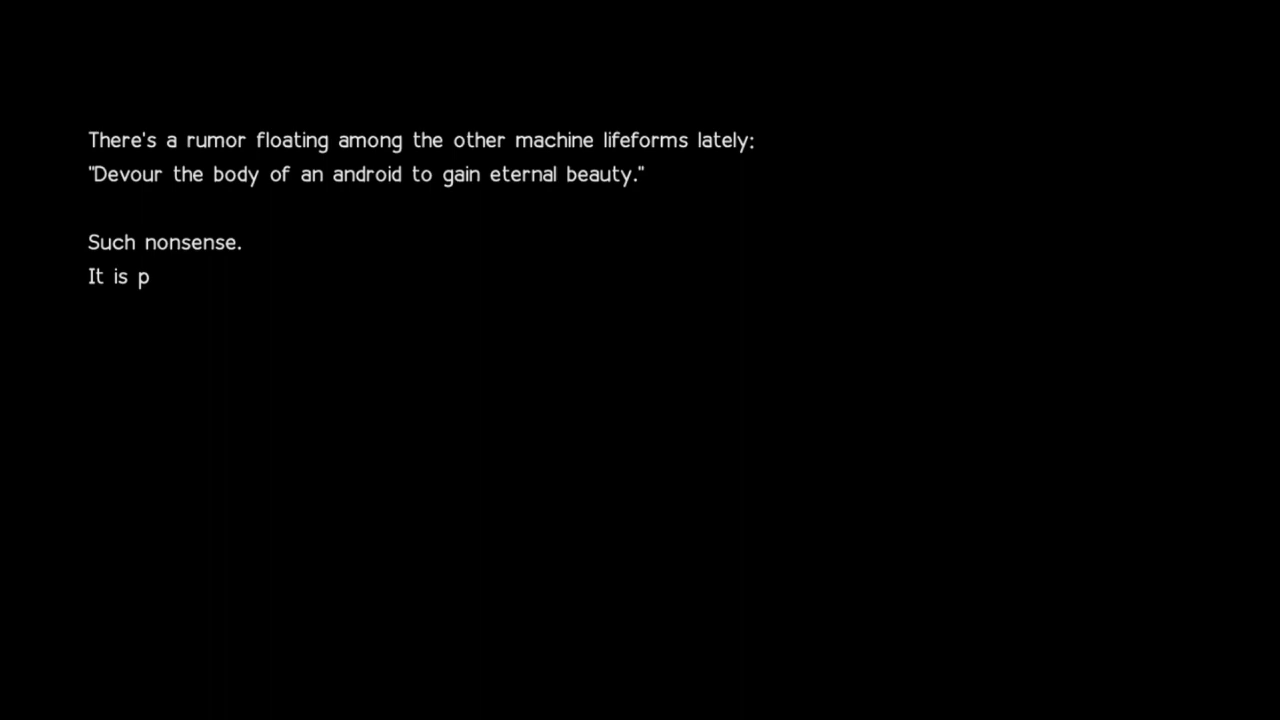 There's a rumor floating among the other machine lifeforms lately:
"Devour the body of an android to gain eternal beauty."
Such nonsense.
It is p